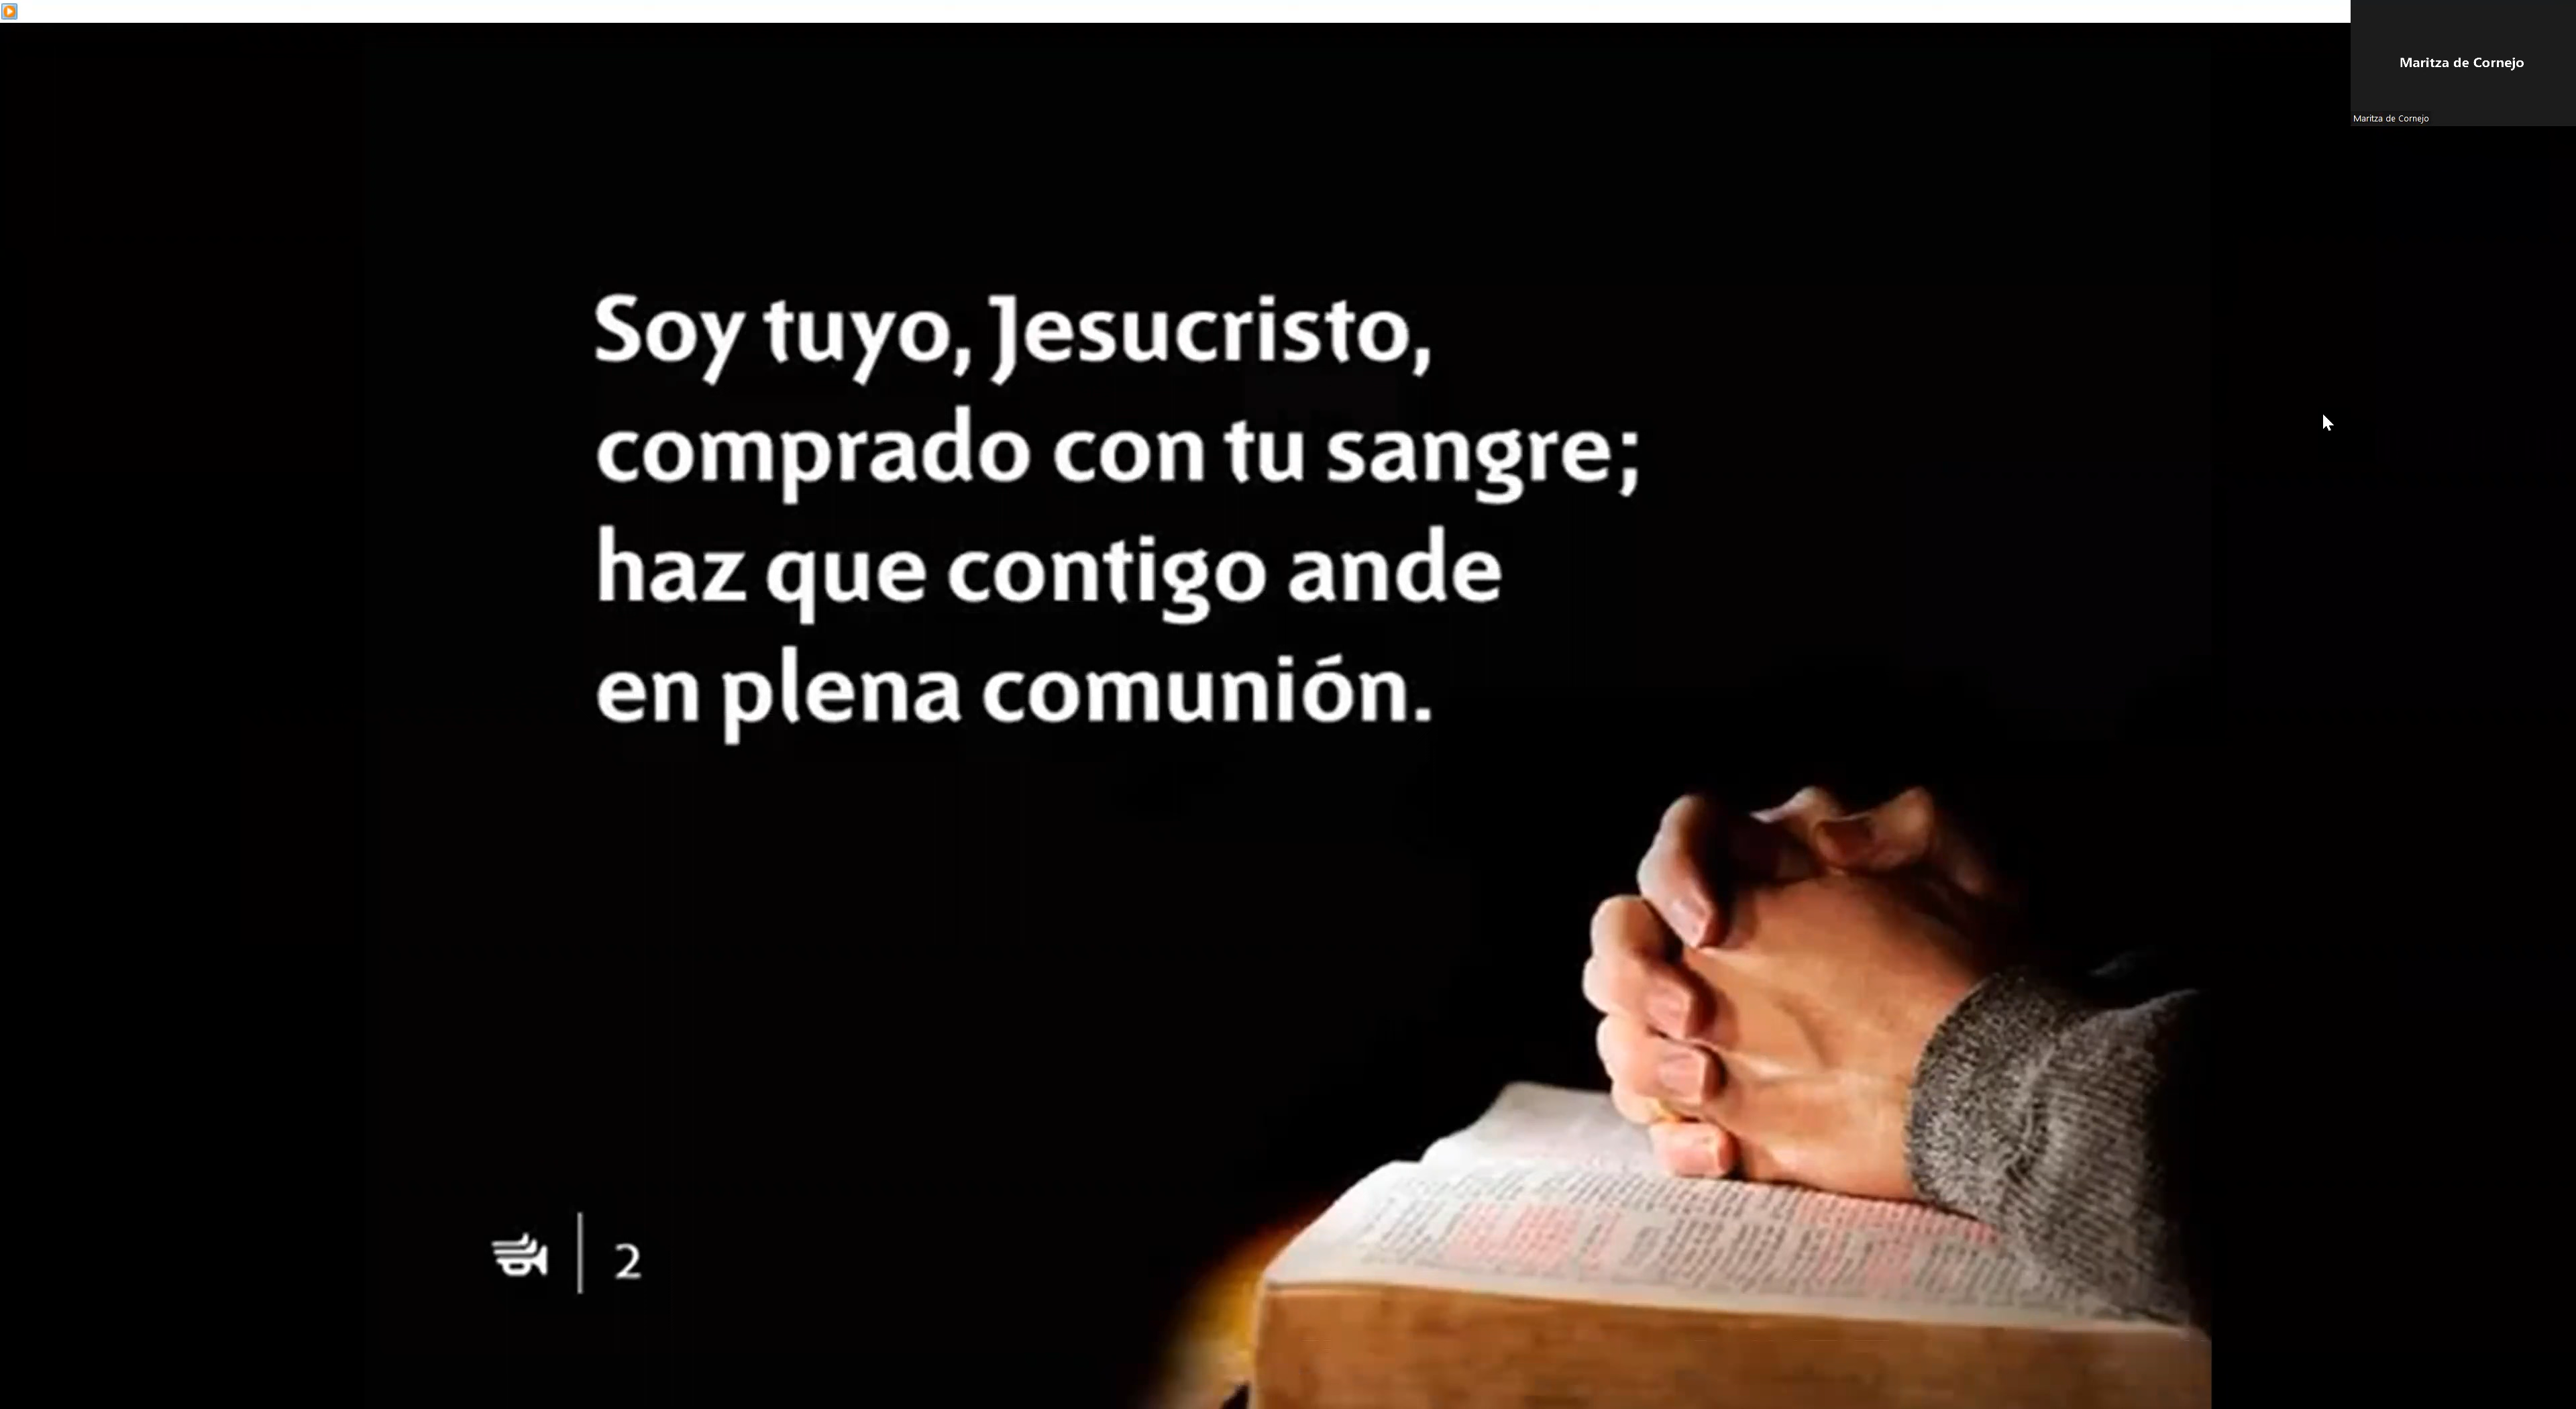 Maritza de Cornejo
Maritza de Cornejo
Soy tuyo, Jesucristo,
comprado con tu sangre;
haz que contigo ande
en plena comunión.
2